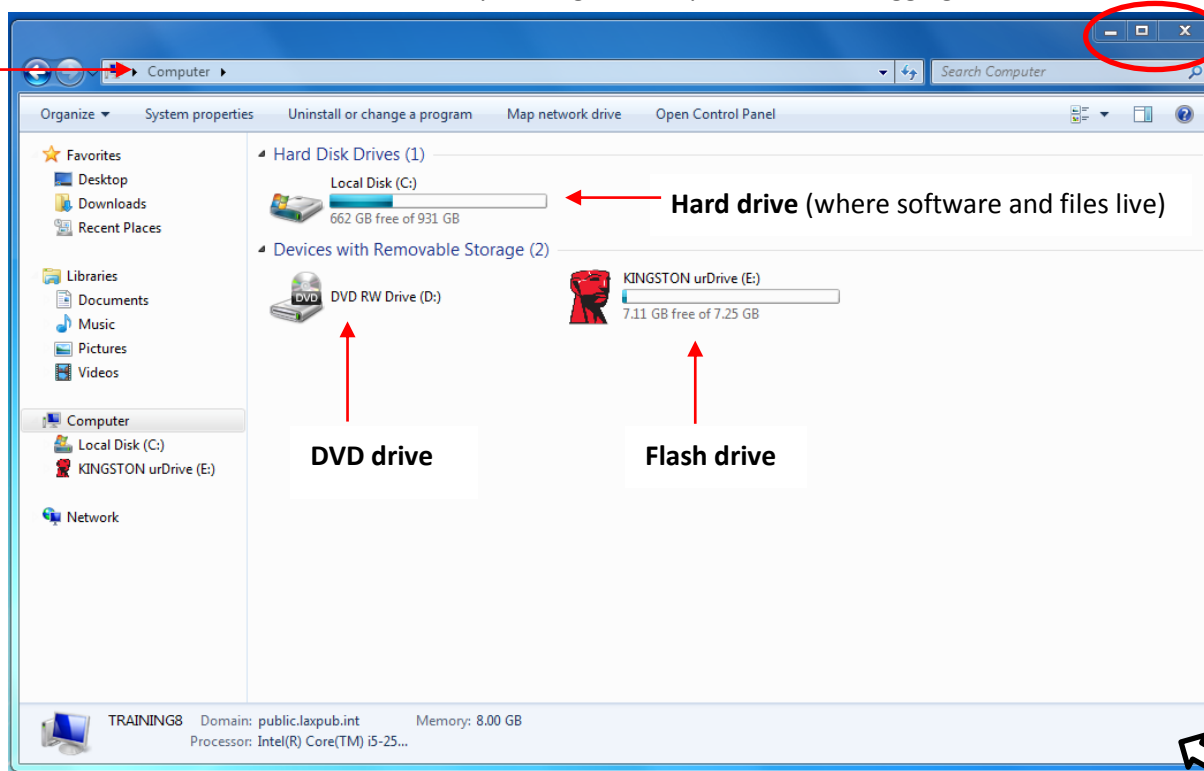 Computer
Search Computer
Organize System properties Uninstall or change a program Map network drive Open Control Panel
Favorites
Desktop
Downloads
Recent Places
Libraries
Documents
Music
Pictures
Videos
Computer
Local Disk (C:)
KINGSTON urDrive (E:)
Network
Hard Disk Drives (1)
Local Disk (C:)
662 GB free of 931 GB
Hard drive (where software and files live)
Devices with Removable Storage (2)
DVD
DVD RW Drive (D:)
KINGSTON urDrive (E:)
7.11 GB free of 7.25 GB
DVD drive
Flash drive
TRAINING8 Domain: public.laxpub.int Memory: 8.00 GB
Processor: Intel(R) Core(TM) i5-25...